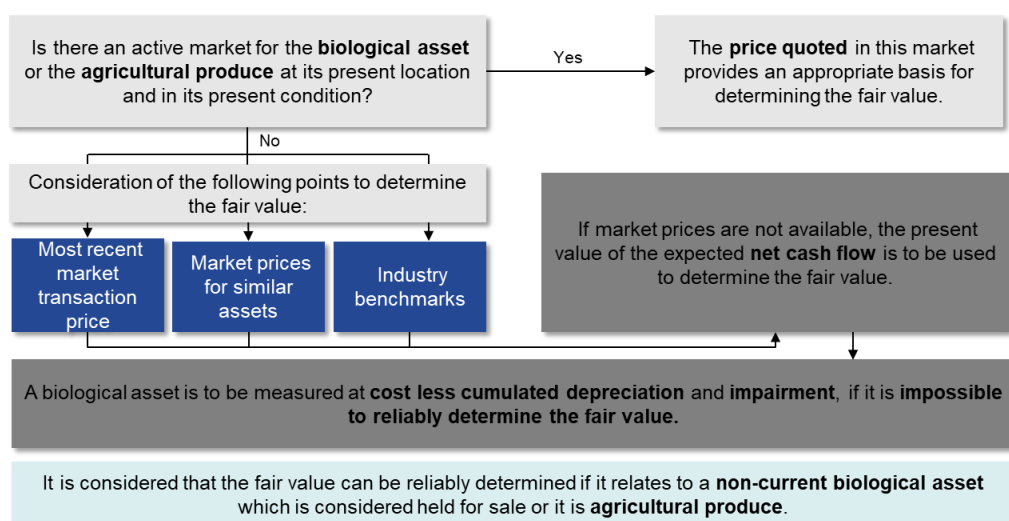 Is there an active market for the biological asset
or the agricultural produce at its present location
and in its present condition?
Yes
The price quoted in this market
provides an appropriate basis for
determining the fair value.
No
Consideration of the following points to determine
the fair value:
Most recent
market
transaction
price
Market prices
for similar
assets
Industry
benchmarks
If market prices are not available, the present
value of the expected net cash flow is to be used
to determine the fair value.
A biological asset is to be measured at cost less cumulated depreciation and impairment, if it is impossible
to reliably determine the fair value.
It is considered that the fair value can be reliably determined if it relates to a non-current biological asset
which is considered held for sale or it is agricultural produce.